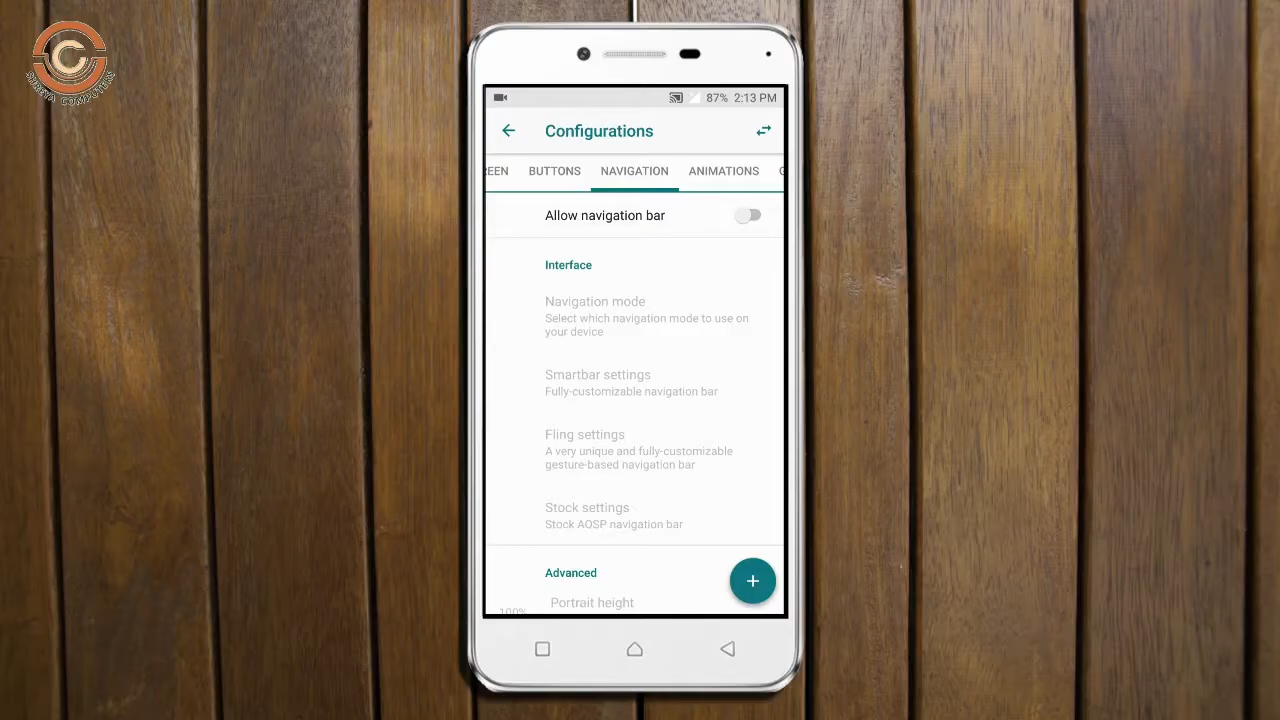 SHREYA COMPUTERS
87% 2:13 PM
Configurations
EEN BUTTONS NAVIGATION ANIMATIONS
Allow navigation bar
Interface
Navigation mode
Select which navigation mode to use on
your device
Smartbar settings
Fully-customizable navigation bar
Fling settings
A very unique and fully-customizable
gesture-based navigation bar
Stock settings
Stock AOSP navigation bar
Advanced
Portrait height
100%